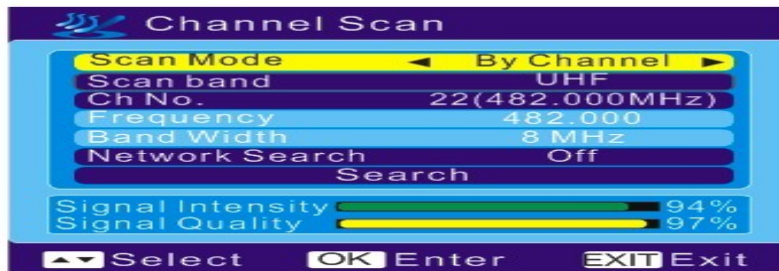 Channel Scan
Scan Mode By Channel
Scan band UHF
Ch No. 22(482.000MHz)
Frequency 482.000
Band Width 8 MHz
Network Search Off
Search
Signal Intensity 94%
Signal Quality 97%
Select OK Enter EXIT Exit